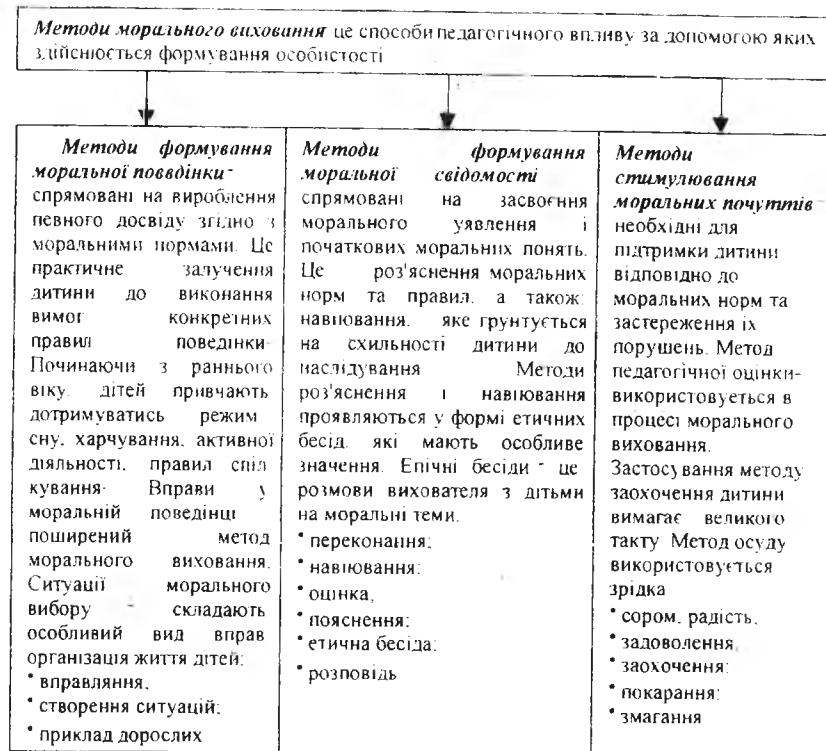 Методи морального виховання це способи педагогічного впливу за допомогою яких
здійснюється формування особистості
Методи формування
моральної поввдінки-
спрямовані на вироблення
певного досвіду згідно з
моральними нормами. Це
практичне залучення
дитини до виконання
вимог конкретних
правил поведінки
Починаючи з раннього
віку дітей привчають
дотримуватись режим
сну, харчування, активної
діяльності, правил спіл
кування- Вправи у
моральній поведінці
поширений метод
морального виховання.
Ситуації морального
вибору - складають
особливий вид вправ
організація життя дітей:
• вправляння,
• створення ситуацій;
• приклад дорослих
Методи формування
моральної свідомості
спрямовані на засвоєння
морального уявлення і
початкових моральних понять.
Це роз'яснення моральних
норм та правил, а також:
навіювання, яке грунтується
на схильності дитини до
наслідування Методи
роз'яснення і навіювання
проявляються у формі етичних
бесід, які мають особливе
значення. Епічні бесіди - це
розмови вихователя з дітьми
на моральні теми.
• переконання;
• навіювання:
• оцінка,
• пояснення;
• етична бесіда;
• розповідь
Методи
стимулювання
моральних почуттів
необхідні для
підтримки дитини
відповідно до
моральних норм та
застереження їх
порушень. Метод
педагогічної оцінки-
використовується в
процесі морального
виховання.
Застосування методу
заохочення дитини
вимагає великого
такту Метод осуду
використовується
зрідка
• сором, радість,
• задоволення,
• заохочення:
• покарання;
• змагання